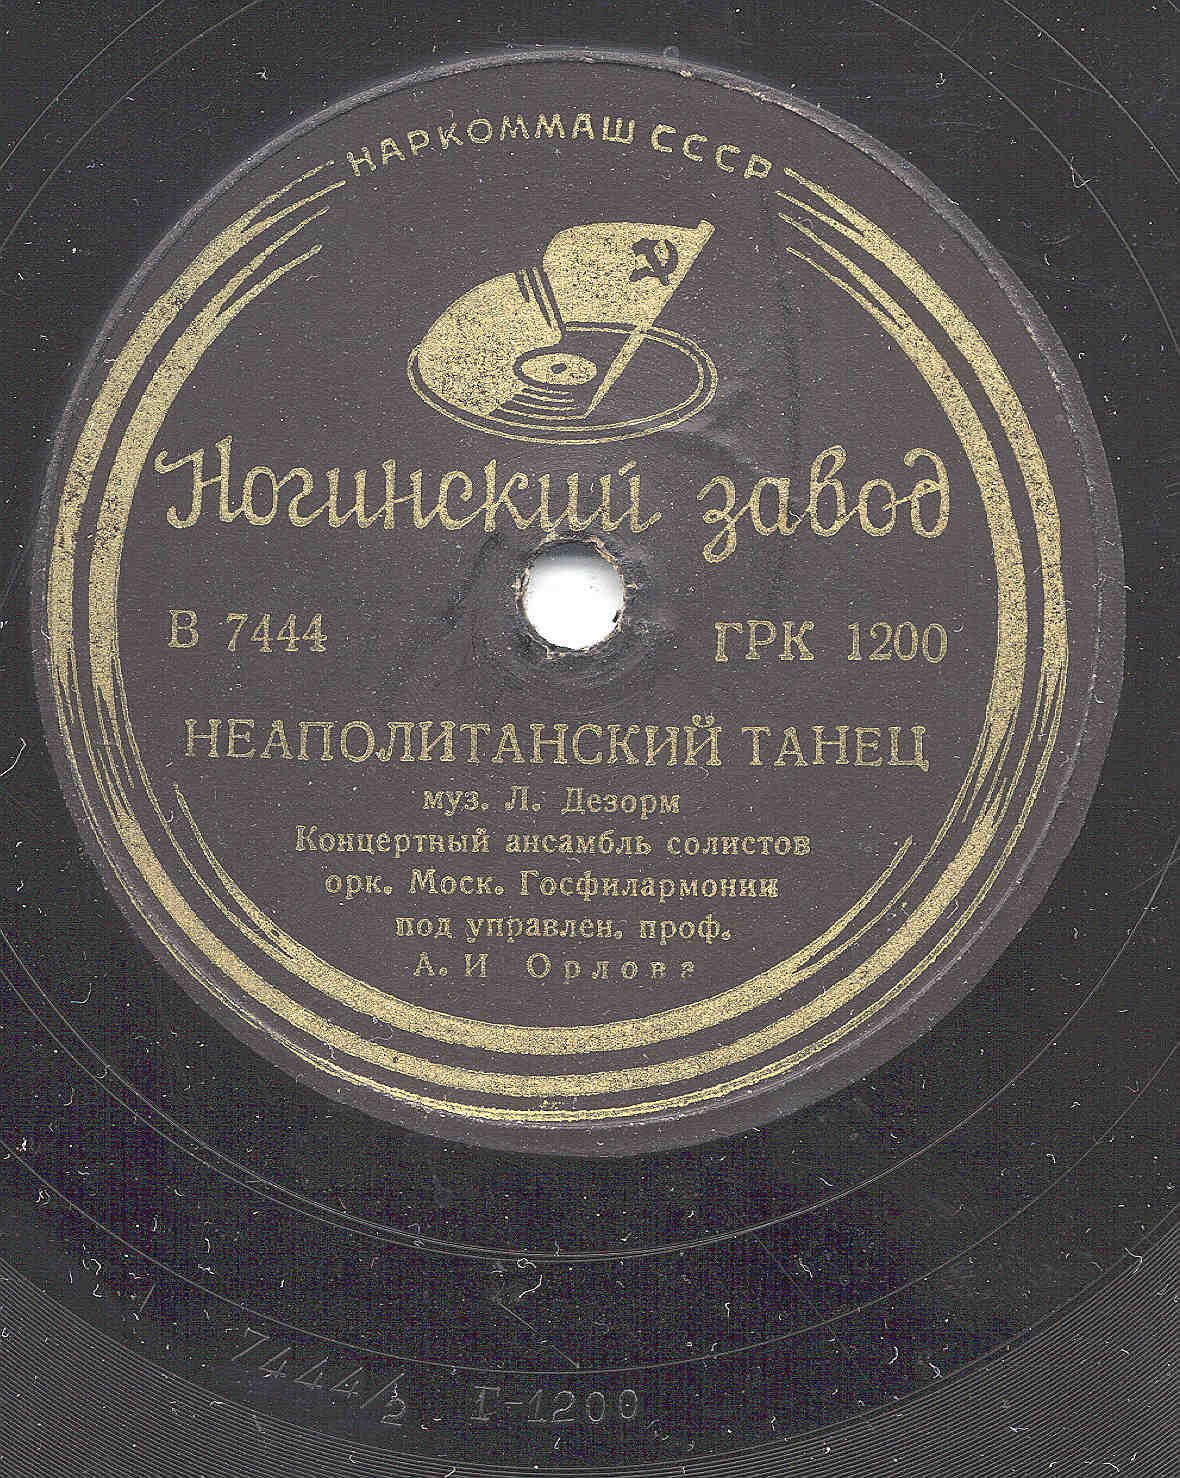 НАРКОММАШ СССР
Ногинский завод
В 7444 ГРК 1200
НЕАПОЛИТАНСКИЙ ТАНЕЦ
муз. Л. Дезорм
Концертный ансамбль солистов
орк. Моск. Госфилармонии
под управлен. проф.
А. И Орлова
7444/2 Г-1200